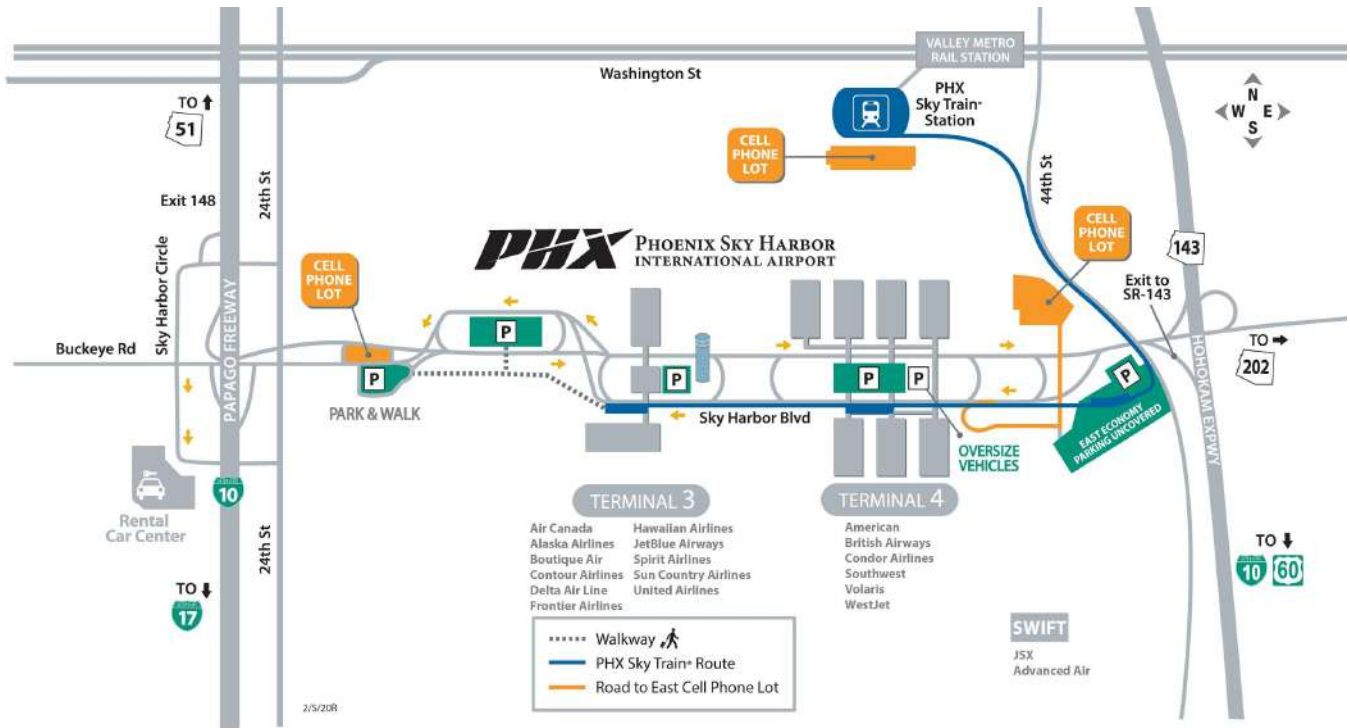 VALLEY METRO
RAIL STATION
Washington St
PHX
Sky Train®
Station
N
W E
S
TO
51
CELL
PHONE
LOT
24th St
44th St
Exit 148
CELL
PHONE
LOT
143
Sky Harbor Circle
PHX
PHOENIX SKY HARBOR
INTERNATIONAL AIRPORT
CELL
PHONE
LOT
Exit to
SR-143
PAPAGO FREEWAY
Buckeye Rd
P
P
P
P
P
P
TO
202
HOHOKAM EXPWY
PARK & WALK
Sky Harbor Blvd
EAST ECONOMY
PARKING UNCOVERED
OVERSIZE
VEHICLES
10
Rental
Car Center
24th St
TERMINAL 3
Air Canada
Alaska Airlines
Boutique Air
Contour Airlines
Delta Air Line
Frontier Airlines
Hawaiian Airlines
JetBlue Airways
Spirit Airlines
Sun Country Airlines
United Airlines
TERMINAL 4
American
British Airways
Condor Airlines
Southwest
Volaris
WestJet
TO
10 60
TO
17
SWIFT
JSX
Advanced Air
Walkway
PHX Sky Train® Route
Road to East Cell Phone Lot
2/5/20R